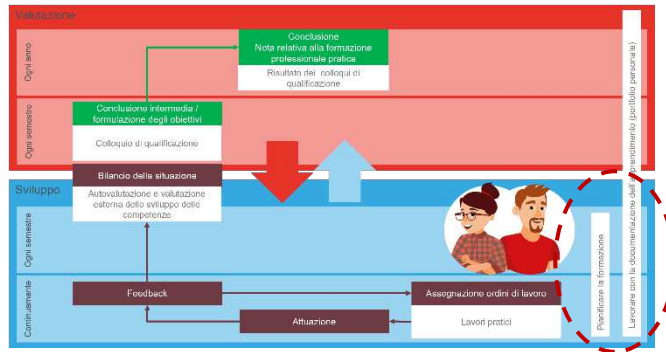 Valutazione
Ogni anno
Conclusione
Nota relativa alla formazione
professionale pratica
Risultato dei colloqui di
qualificazione
Ogni semestre
Conclusione intermedia /
formulazione degli obiettivi
Colloquio di qualificazione
Bilancio della situazione
Autovalutazione e valutazione
esterna dello sviluppo delle
competenze
Sviluppo
Ogni semestre
Continuamente
Feedback
Assegnazione ordini di lavoro
Attuazione
Lavori pratici
Pianificare la formazione
Lavorare con la documentazione dell'apprendimento (portfolio personale)